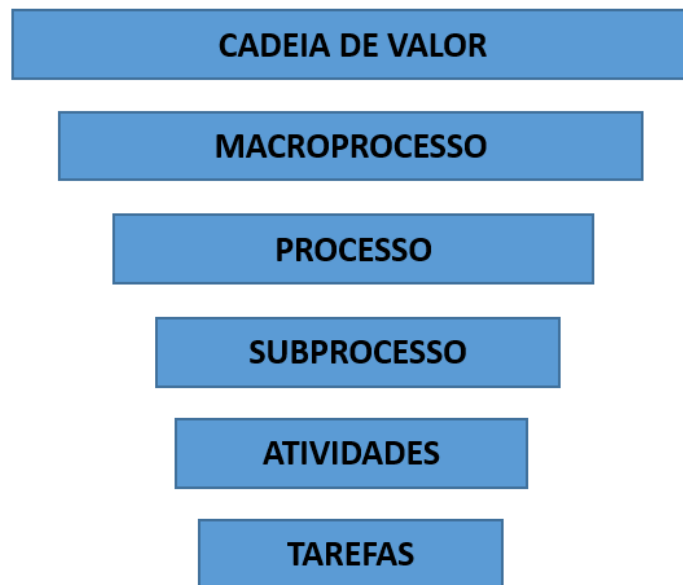 CADEIA DE VALOR
MACROPROCESSO
PROCESSO
SUBPROCESSO
ATIVIDADES
TAREFAS